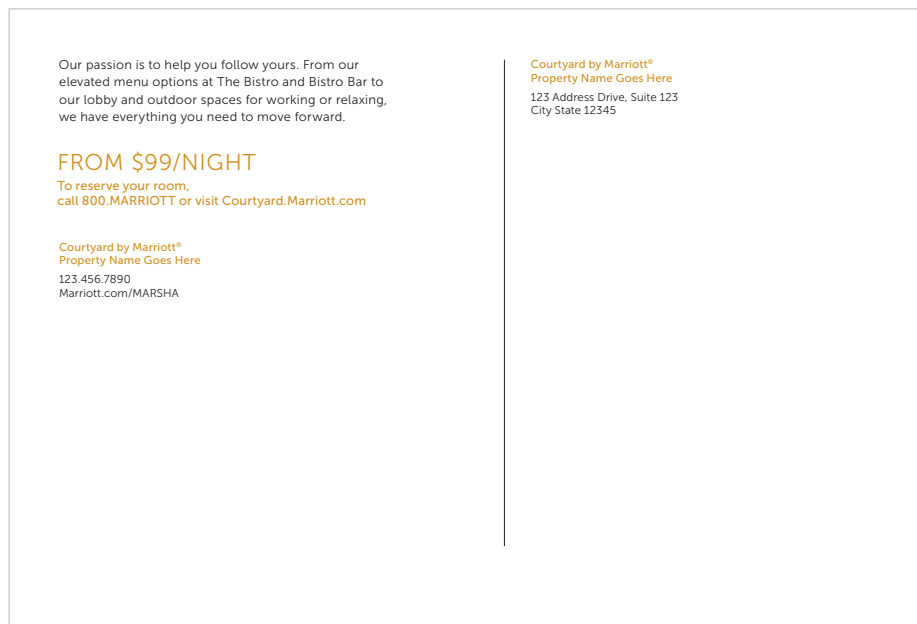 Our passion is to help you follow yours. From our
elevated menu options at The Bistro and Bistro Bar to
our lobby and outdoor spaces for working or relaxing,
we have everything you need to move forward.
FROM $99/NIGHT
To reserve your room,
call 800.MARRIOTT or visit Courtyard.Marriott.com
Courtyard by Marriott®
Property Name Goes Here
123.456.7890
Marriott.com/MARSHA
Courtyard by Marriott®
Property Name Goes Here
123 Address Drive, Suite 123
City State 12345